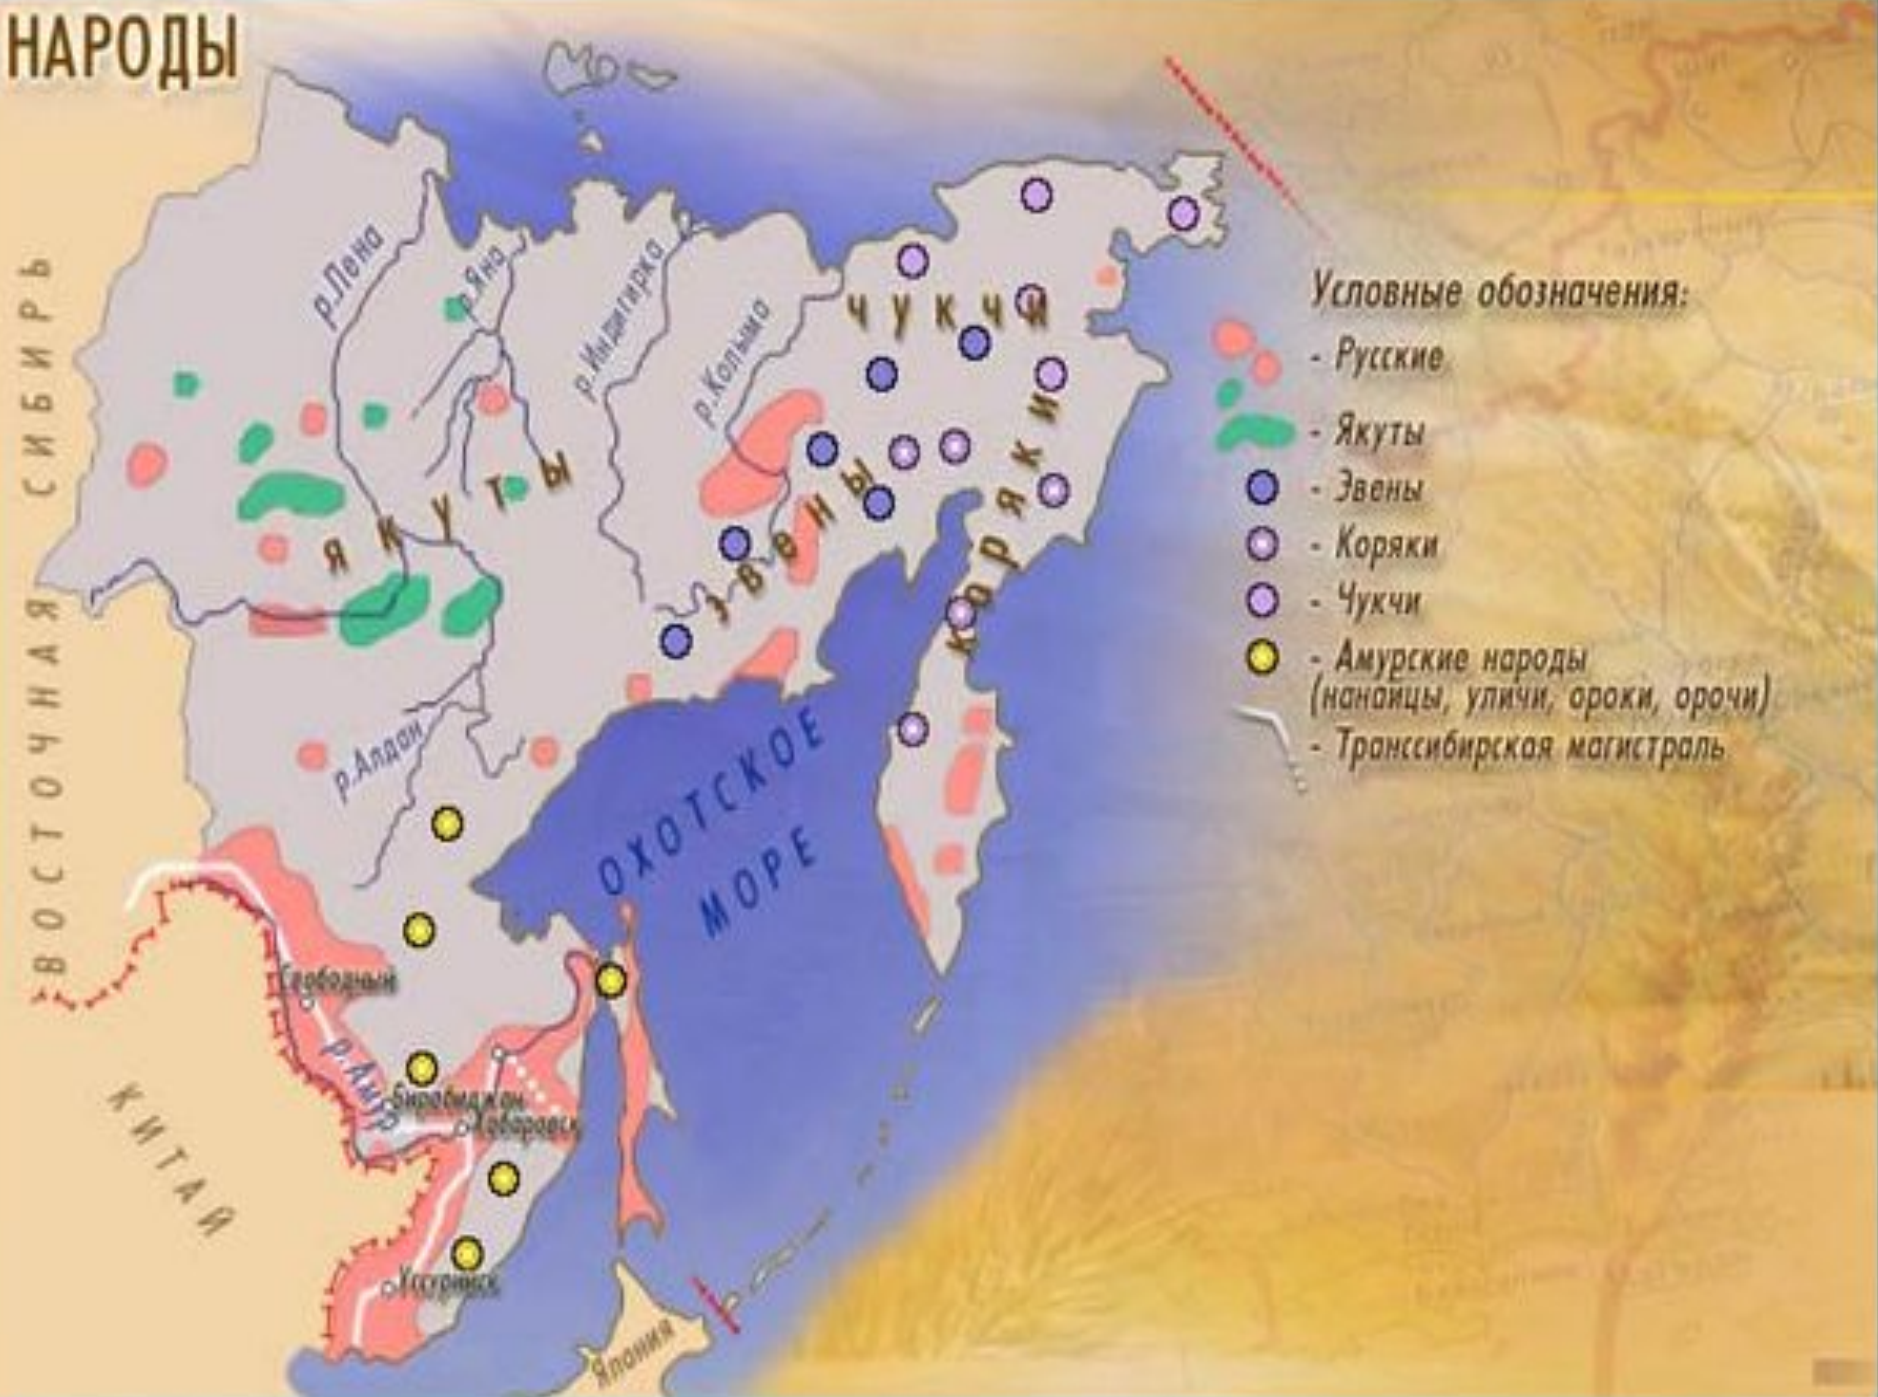 НАРОДЫ
ВОСТОЧНАЯ СИБИРЬ
р.Лена
р.Яна
р.Индигирка
р.Колыма
ЧУКЧИ
ЯКУТЫ
Эвены
Коряки
р.Алдан
ОХОТСКОЕ
МОРЕ
Свободный
р.Амур
Биробиджан
Хабаровск
Уссурийск
КИТАЙ
Япония
Условные обозначения:
- Русские
- Якуты
- Эвены
- Коряки
- Чукчи
- Амурские народы
(нанайцы, уличи, ороки, орочи)
- Транссибирская магистраль